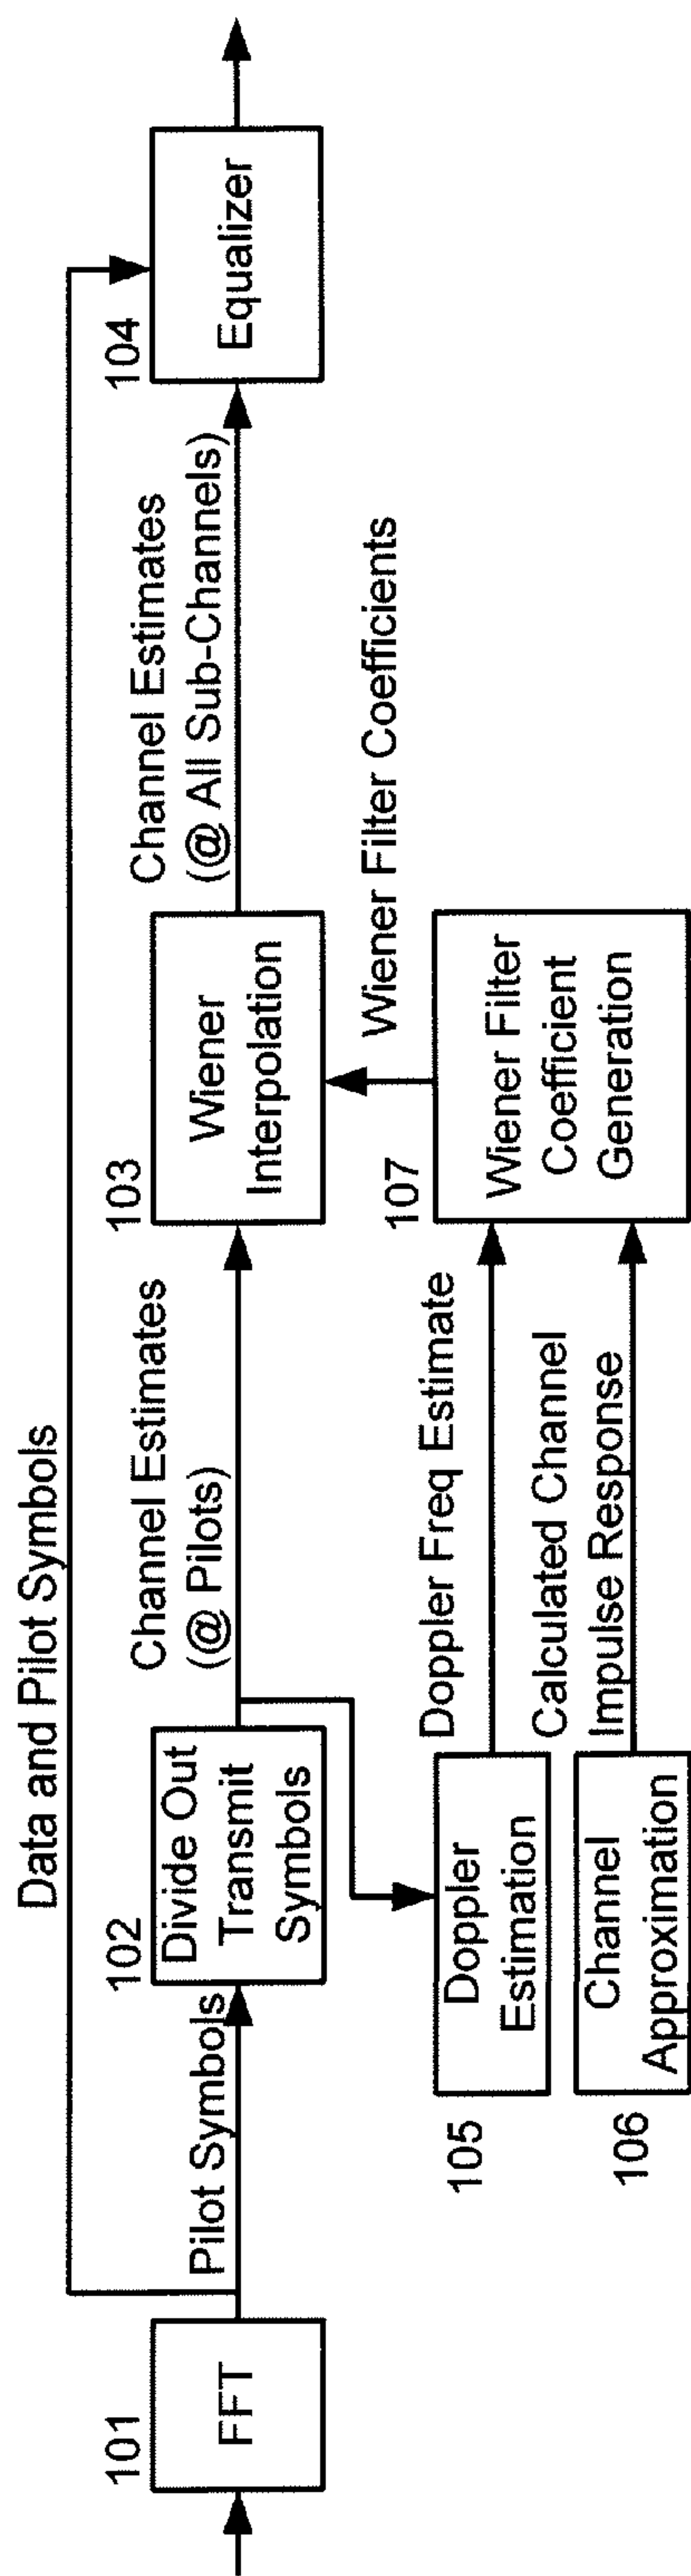 Data and Pilot Symbols
101
FFT
Pilot Symbols
102
Divide Out
Transmit
Symbols
Channel Estimates
(@ Pilots)
103
Wiener
Interpolation
Channel Estimates
(@ All Sub-Channels)
104
Equalizer
105
Doppler
Estimation
Doppler Freq Estimate
106
Channel
Approximation
Calculated Channel
Impulse Response
107
Wiener Filter
Coefficient
Generation
Wiener Filter Coefficients